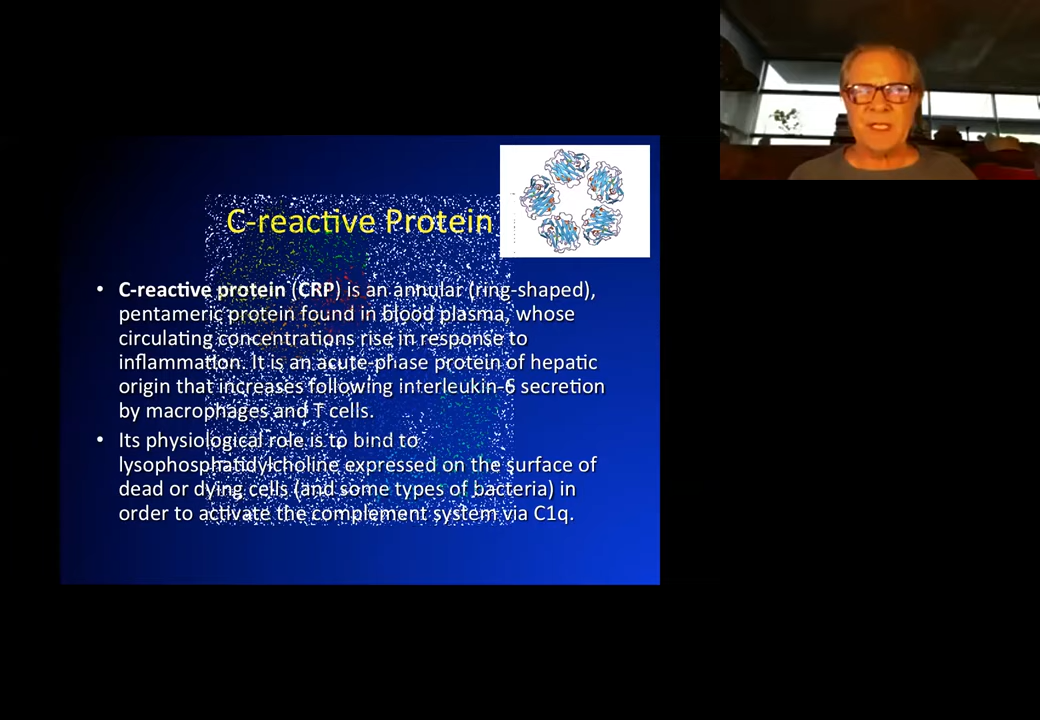 C-reactive Protein
• C-reactive protein (CRP) is an annular (ring-shaped),
pentameric protein found in blood plasma, whose
circulating concentrations rise in response to
inflammation. It is an acute-phase protein of hepatic
origin that increases following interleukin-6 secretion
by macrophages and T cells.
• Its physiological role is to bind to
lysophosphatidylcholine expressed on the surface of
dead or dying cells (and some types of bacteria) in
order to activate the complement system via C1q.